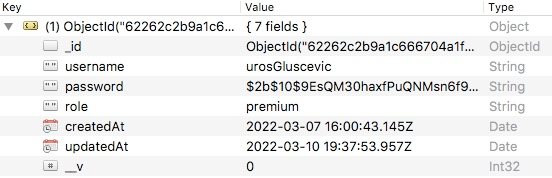 Key Value Type
(1) ObjectId("62262c2b9a1c6... { 7 fields } Object
_id ObjectId("62262c2b9a1c666704a1f... ObjectId
username urosGluscevic String
password $2b$10$9EsQM30haxfPuQNMsn6f9... String
role premium String
createdAt 2022-03-07 16:00:43.145Z Date
updatedAt 2022-03-10 19:37:53.957Z Date
# __v 0 Int32